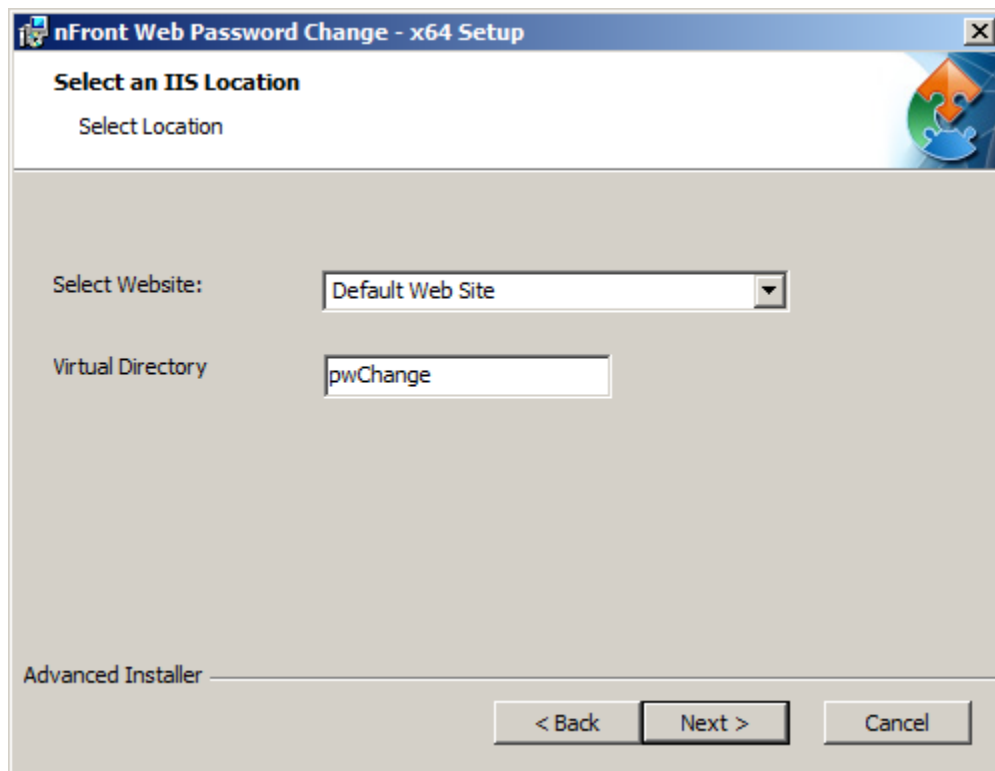 nFront Web Password Change - x64 Setup
Select an IIS Location
Select Location
Select Website:
Default Web Site
Virtual Directory
pwChange
Advanced Installer
< Back
Next >
Cancel